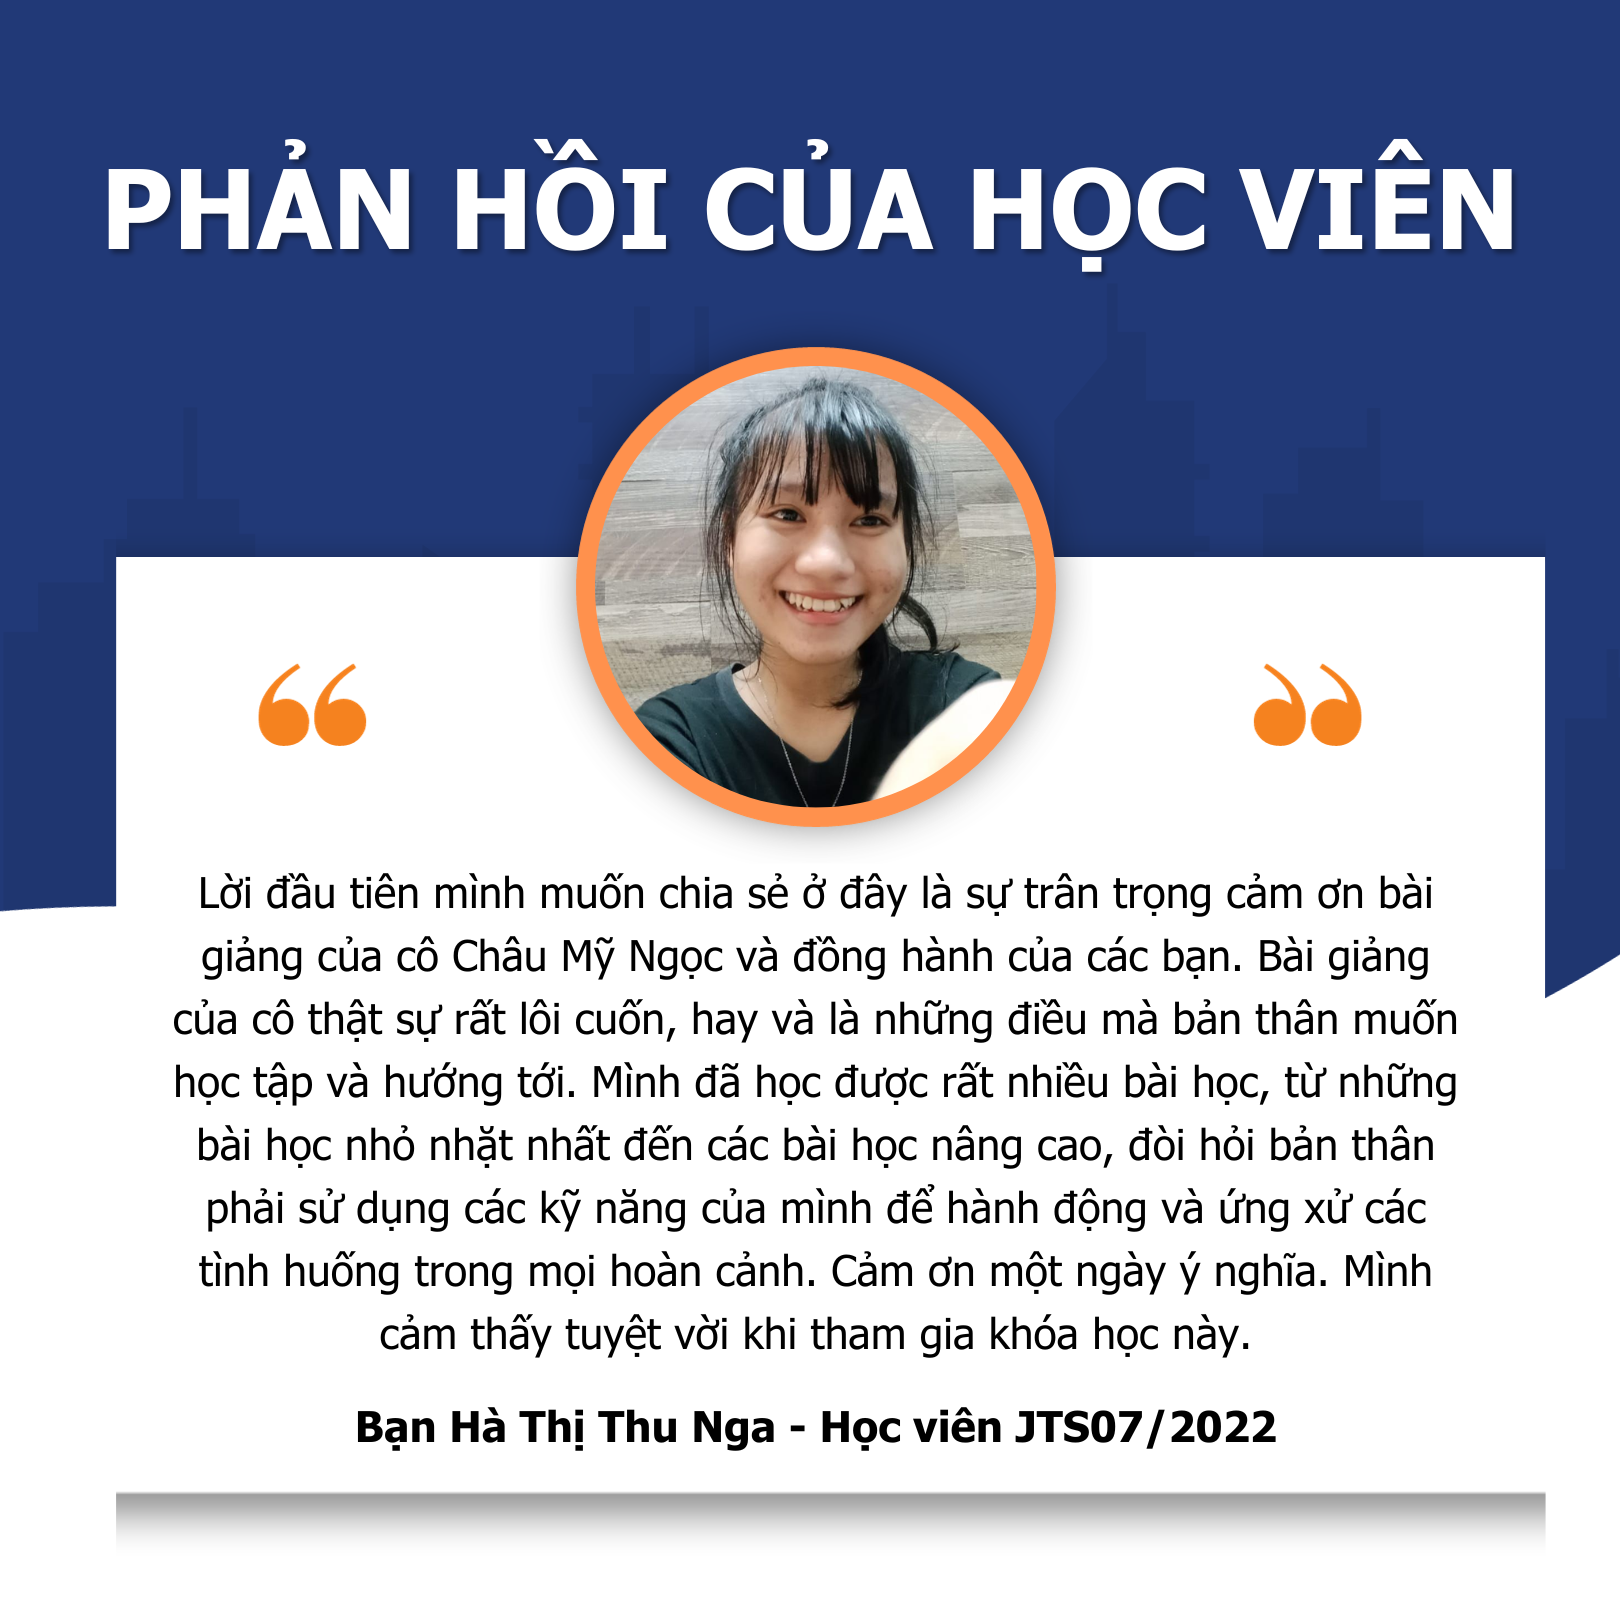 PHẢN HỒI CỦA HỌC VIÊN
Lời đầu tiên mình muốn chia sẻ ở đây là sự trân trọng cảm ơn bài
giảng của cô Châu Mỹ Ngọc và đồng hành của các bạn. Bài giảng
của cô thật sự rất lôi cuốn, hay và là những điều mà bản thân muốn
học tập và hướng tới. Mình đã học được rất nhiều bài học, từ những
bài học nhỏ nhặt nhất đến các bài học nâng cao, đòi hỏi bản thân
phải sử dụng các kỹ năng của mình để hành động và ứng xử các
tình huống trong mọi hoàn cảnh. Cảm ơn một ngày ý nghĩa. Mình
cảm thấy tuyệt vời khi tham gia khóa học này.
Bạn Hà Thị Thu Nga - Học viên JTS07/2022